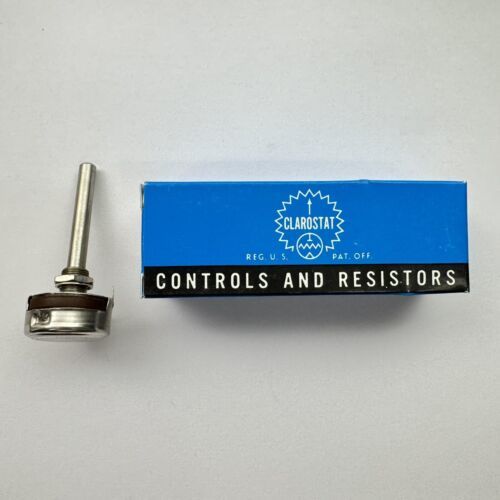 CLAROSTAT
REG. U.S. PAT. OFF.
CONTROLS AND RESISTORS